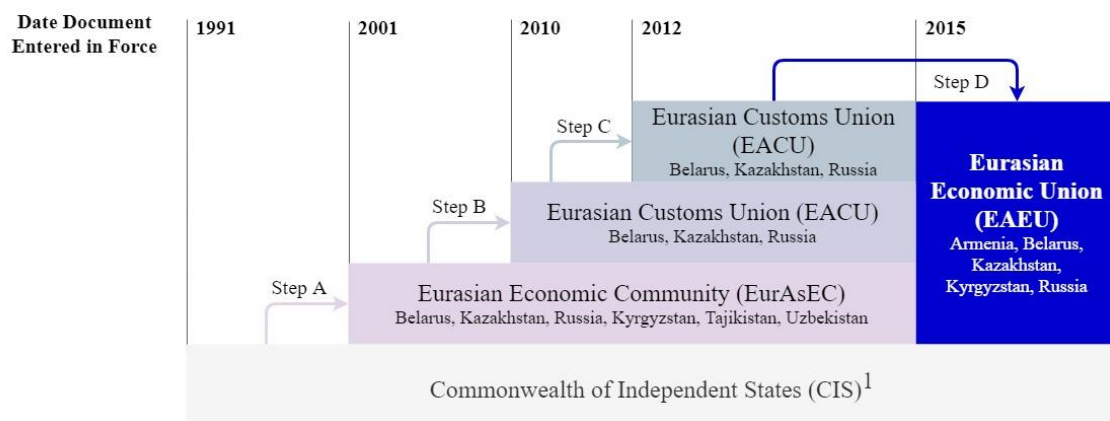 Date Document
Entered in Force
1991
2001
2010
2012
2015
Step D
Eurasian Customs Union
(EACU)
Belarus, Kazakhstan, Russia
Step C
Eurasian
Economic Union
(EAEU)
Armenia, Belarus,
Kazakhstan,
Kyrgyzstan, Russia
Step B
Eurasian Customs Union (EACU)
Belarus, Kazakhstan, Russia
Step A
Eurasian Economic Community (EurAsEC)
Belarus, Kazakhstan, Russia, Kyrgyzstan, Tajikistan, Uzbekistan
Commonwealth of Independent States (CIS)1